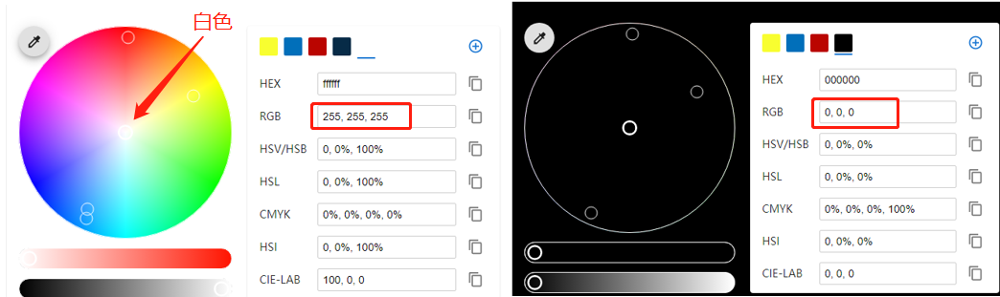 白色
HEX ffffff
RGB 255, 255, 255
HSV/HSB 0, 0%, 100%
HSL 0, 0%, 100%
CMYK 0%, 0%, 0%, 0%
HSI 0, 0%, 100%
CIE-LAB 100, 0, 0
HEX 000000
RGB 0, 0, 0
HSV/HSB 0, 0%, 0%
HSL 0, 0%, 0%
CMYK 0%, 0%, 0%, 100%
HSI 0, 0%, 0%
CIE-LAB 0, 0, 0